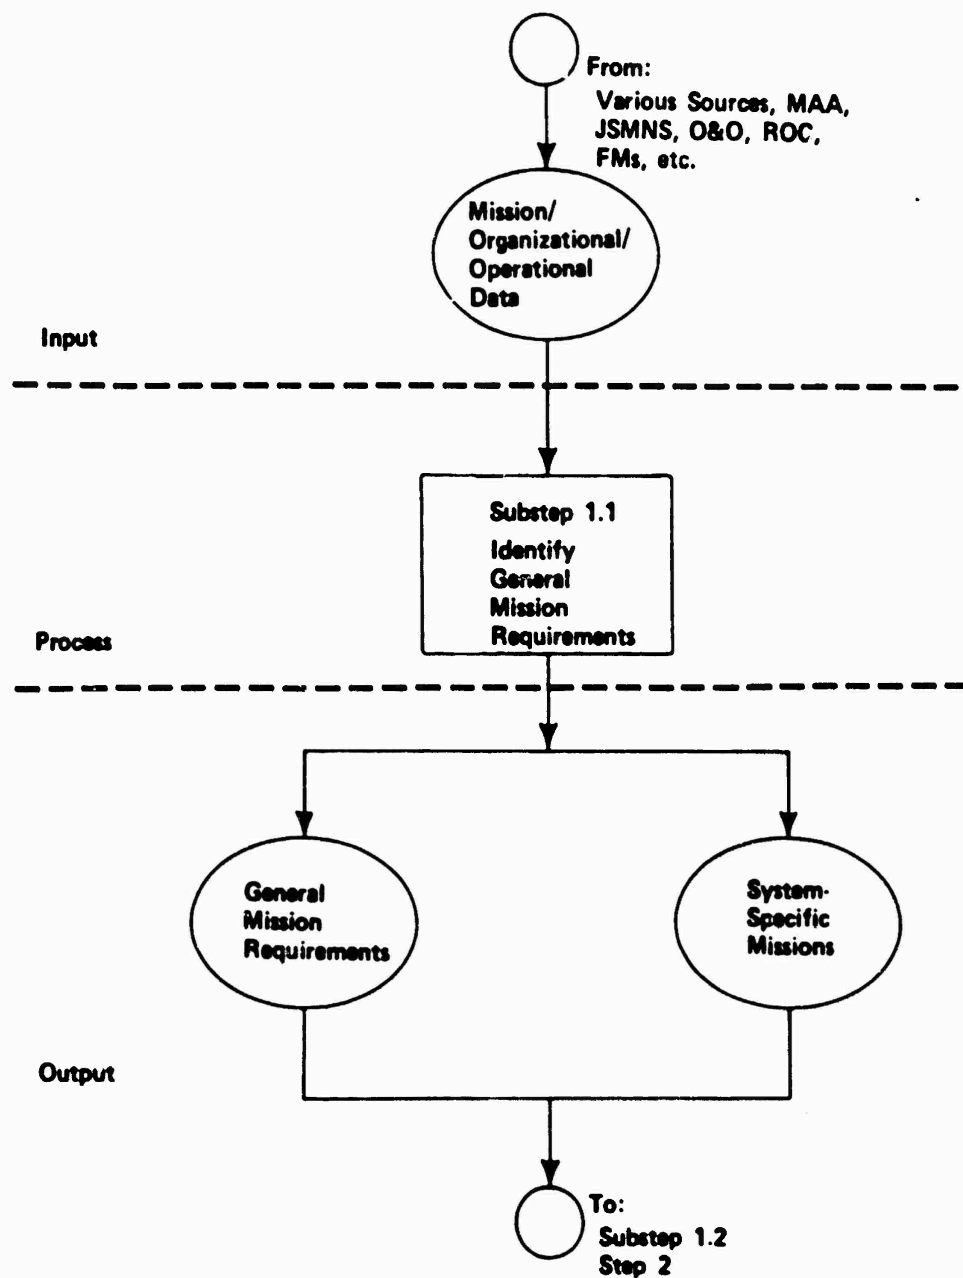 From:
Various Sources, MAA,
JSMNS, O&O, ROC,
FMs, etc.
Mission/
Organizational/
Operational
Data
Input
Substep 1.1
Identify
General
Mission
Requirements
Process
General
Mission
Requirements
System-
Specific
Missions
Output
To:
Substep 1.2
Step 2